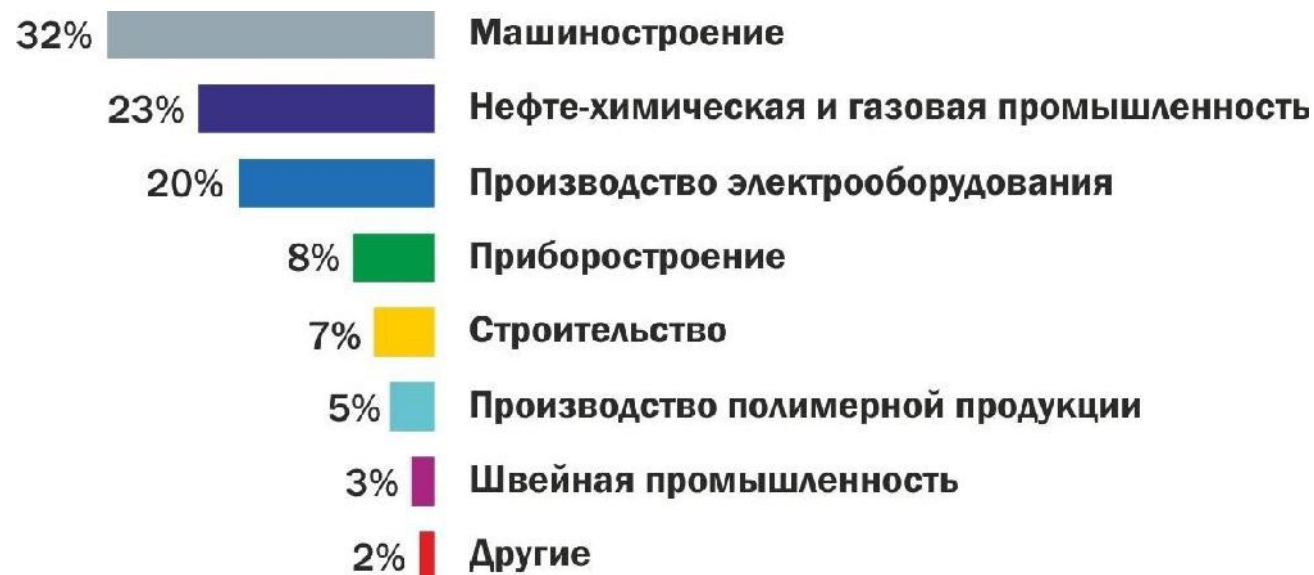 32% Машиностроение
23% Нефте-химическая и газовая промышленность
20% Производство электрооборудования
8% Приборостроение
7% Строительство
5% Производство полимерной продукции
3% Швейная промышленность
2% Другие